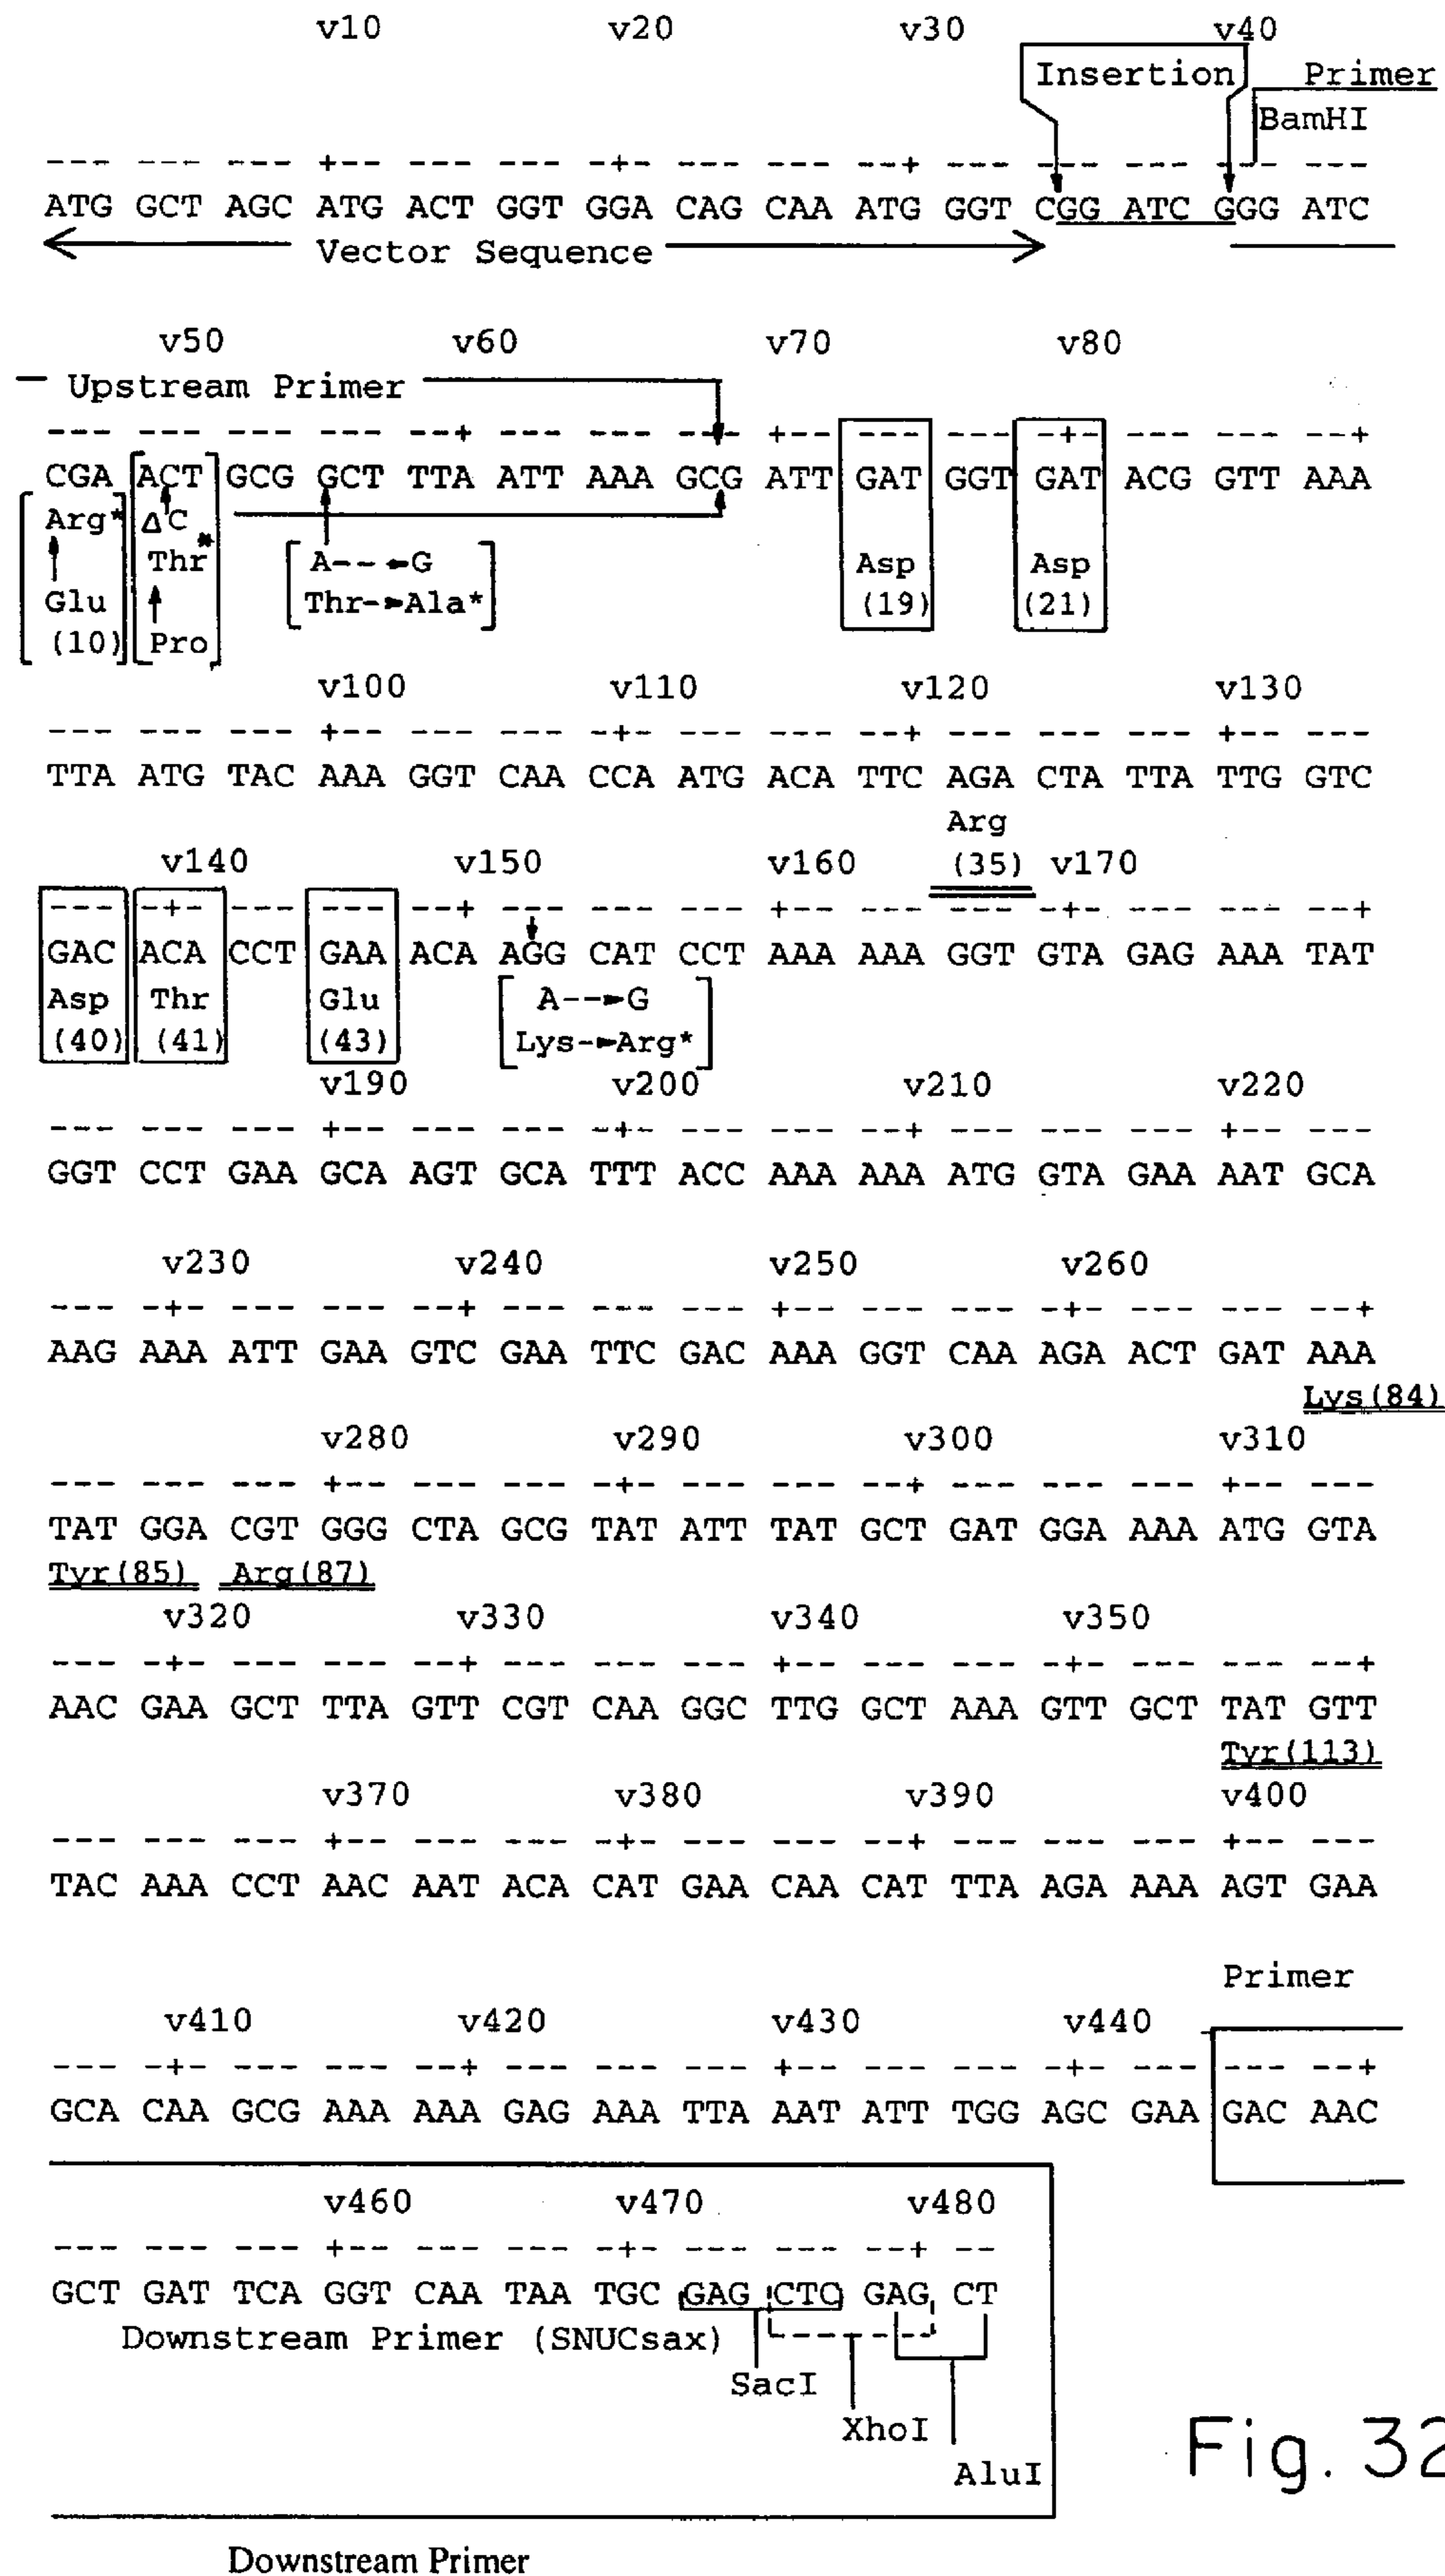 v10 v20 v30 v40
Insertion Primer
BamHI
--- --- --- +-- --- --- -+- --- --- --+ --- --- --- --- ---
ATG GCT AGC ATG ACT GGT GGA CAG CAA ATG GGT CGG ATC GGG ATC
Vector Sequence
v50 v60 v70 v80
Upstream Primer
--- --- --- --- --+ --- --- --- +-- --- --- -+- --- --- --+
CGA ACT GCG GCT TTA ATT AAA GCG ATT GAT GGT GAT ACG GTT AAA
Arg* ΔC
Thr* A--→G Asp Asp
Glu Thr-→Ala* (19) (21)
(10) Pro
v100 v110 v120 v130
--- --- --- +-- --- --- -+- --- --- --+ --- --- --- +-- ---
TTA ATG TAC AAA GGT CAA CCA ATG ACA TTC AGA CTA TTA TTG GTC
Arg
v140 v150 v160 (35) v170
--- -+- --- --- --+ --- --- --- +-- --- --- -+- --- --- --+
GAC ACA CCT GAA ACA AGG CAT CCT AAA AAA GGT GTA GAG AAA TAT
Asp Thr Glu A--→G
(40) (41) (43) Lys-→Arg*
v190 v200 v210 v220
--- --- --- +-- --- --- -+- --- --- --+ --- --- --- +-- ---
GGT CCT GAA GCA AGT GCA TTT ACC AAA AAA ATG GTA GAA AAT GCA
v230 v240 v250 v260
--- -+- --- --- --+ --- --- --- +-- --- --- -+- --- --- --+
AAG AAA ATT GAA GTC GAA TTC GAC AAA GGT CAA AGA ACT GAT AAA
Lys(84)
v280 v290 v300 v310
--- --- --- +-- --- --- -+- --- --- --+ --- --- --- +-- ---
TAT GGA CGT GGG CTA GCG TAT ATT TAT GCT GAT GGA AAA ATG GTA
Tyr(85) Arg(87)
v320 v330 v340 v350
--- -+- --- --- --+ --- --- --- +-- --- --- -+- --- --- --+
AAC GAA GCT TTA GTT CGT CAA GGC TTG GCT AAA GTT GCT TAT GTT
Tyr(113)
v370 v380 v390 v400
--- --- --- +-- --- --- -+- --- --- --+ --- --- --- +-- ---
TAC AAA CCT AAC AAT ACA CAT GAA CAA CAT TTA AGA AAA AGT GAA
Primer
v410 v420 v430 v440
--- -+- --- --- --+ --- --- --- +-- --- --- -+- --- --- --+
GCA CAA GCG AAA AAA GAG AAA TTA AAT ATT TGG AGC GAA GAC AAC
v460 v470 v480
--- --- --- +-- --- --- -+- --- --- --+ --
GCT GAT TCA GGT CAA TAA TGC GAG CTC GAG CT
Downstream Primer (SNUCsax)
SacI
XhoI
AluI
Fig. 32
Downstream Primer